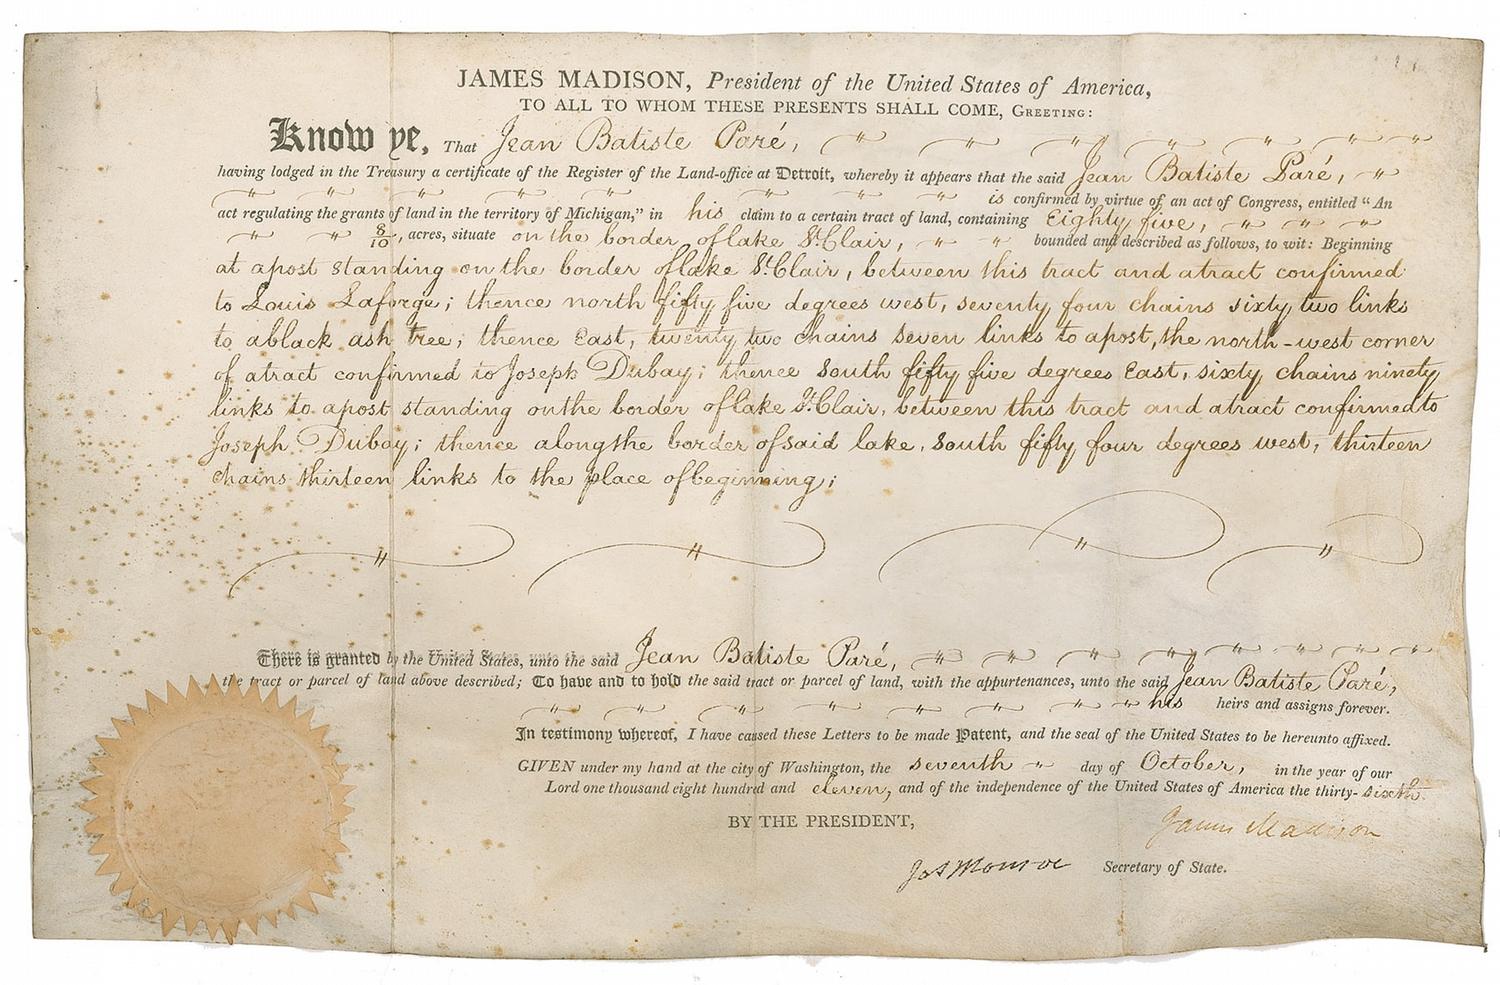 JAMES MADISON, President of the United States of America,
TO ALL TO WHOM THESE PRESENTS SHALL COME, GREETING:
Know ye, That Jean Batiste Paré,
having lodged in the Treasury a certificate of the Register of the Land-office at Detroit, whereby it appears that the said Jean Batiste Paré,
is confirmed by virtue of an act of Congress, entitled “An
act regulating the grants of land in the territory of Michigan,” in his claim to a certain tract of land, containing Eighty five,
8/10, acres, situate on the border of lake St. Clair, bounded and described as follows, to wit: Beginning
at a post standing on the border of lake St. Clair, between this tract and a tract confirmed
to Louis Laforge; thence north fifty five degrees west, seventy four chains sixty two links
to a black ash tree; thence East, twenty two chains seven links to a post, the north-west corner
of a tract confirmed to Joseph Dubay; thence South fifty five degrees East, sixty chains ninety
links to a post standing on the border of lake St. Clair, between this tract and a tract confirmed to
Joseph Dubay; thence along the border of said lake, South fifty four degrees west, thirteen
chains thirteen links to the place of beginning;
There is granted by the United States, unto the said Jean Batiste Paré,
the tract or parcel of land above described; To have and to hold the said tract or parcel of land, with the appurtenances, unto the said Jean Batiste Paré,
his heirs and assigns forever.
In testimony whereof, I have caused these Letters to be made Patent, and the seal of the United States to be hereunto affixed.
GIVEN under my hand at the city of Washington, the seventh day of October, in the year of our
Lord one thousand eight hundred and eleven, and of the independence of the United States of America the thirty-sixth.
BY THE PRESIDENT,
James Madison
Jas Monroe Secretary of State.